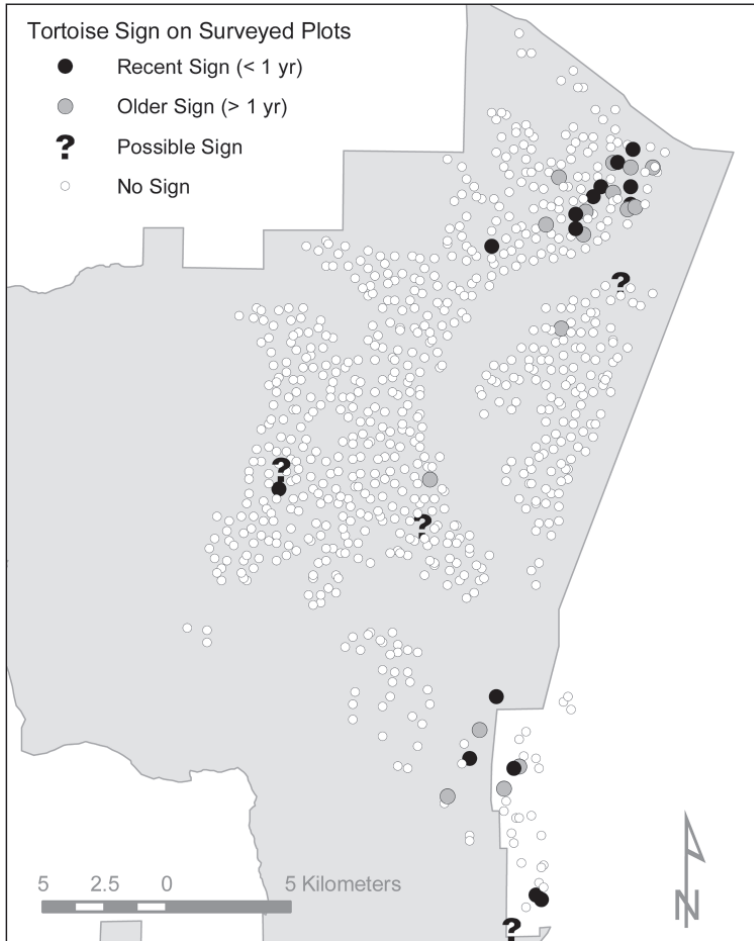 Tortoise Sign on Surveyed Plots
Recent Sign (< 1 yr)
Older Sign (> 1 yr)
? Possible Sign
No Sign
?
?
?
5 2.5 0 5 Kilometers
N
?